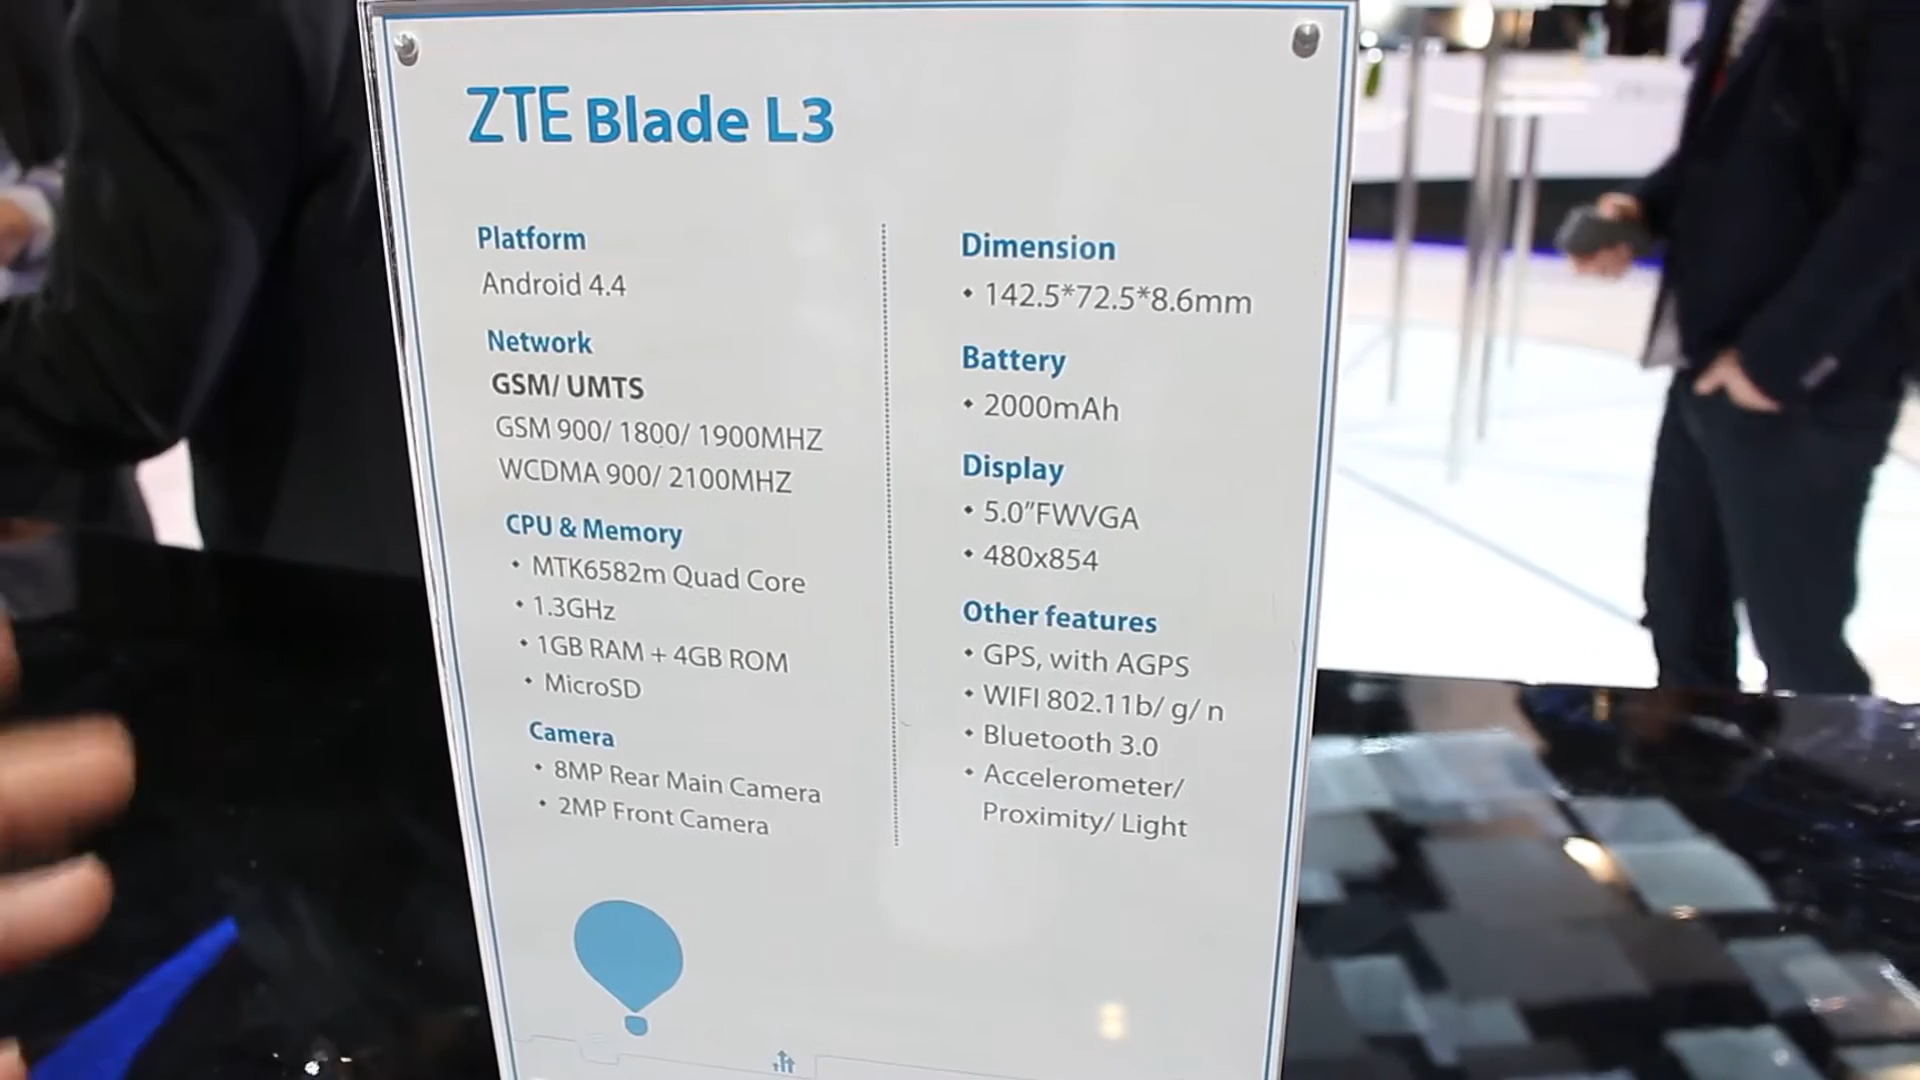 ZTE Blade L3
Platform
Android 4.4
Network
GSM/ UMTS
GSM 900/ 1800/ 1900MHZ
WCDMA 900/ 2100MHZ
CPU & Memory
• MTK6582m Quad Core
• 1.3GHz
• 1GB RAM + 4GB ROM
• MicroSD
Camera
• 8MP Rear Main Camera
• 2MP Front Camera
Dimension
• 142.5*72.5*8.6mm
Battery
• 2000mAh
Display
• 5.0”FWVGA
• 480x854
Other features
• GPS, with AGPS
• WIFI 802.11b/ g/ n
• Bluetooth 3.0
• Accelerometer/
Proximity/ Light